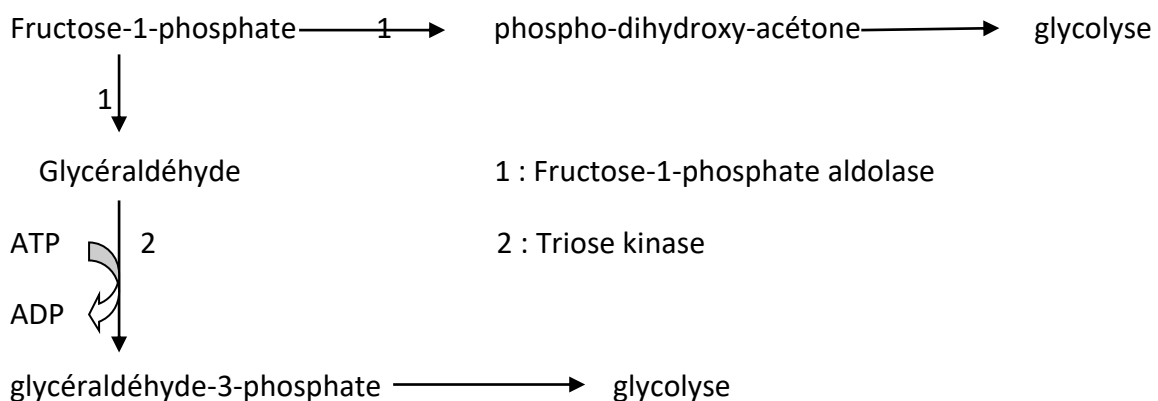 Fructose-1-phosphate 1 phospho-dihydroxy-acétone glycolyse
1
Glycéraldéhyde 1 : Fructose-1-phosphate aldolase
ATP 2 2 : Triose kinase
ADP
glycéraldéhyde-3-phosphate glycolyse